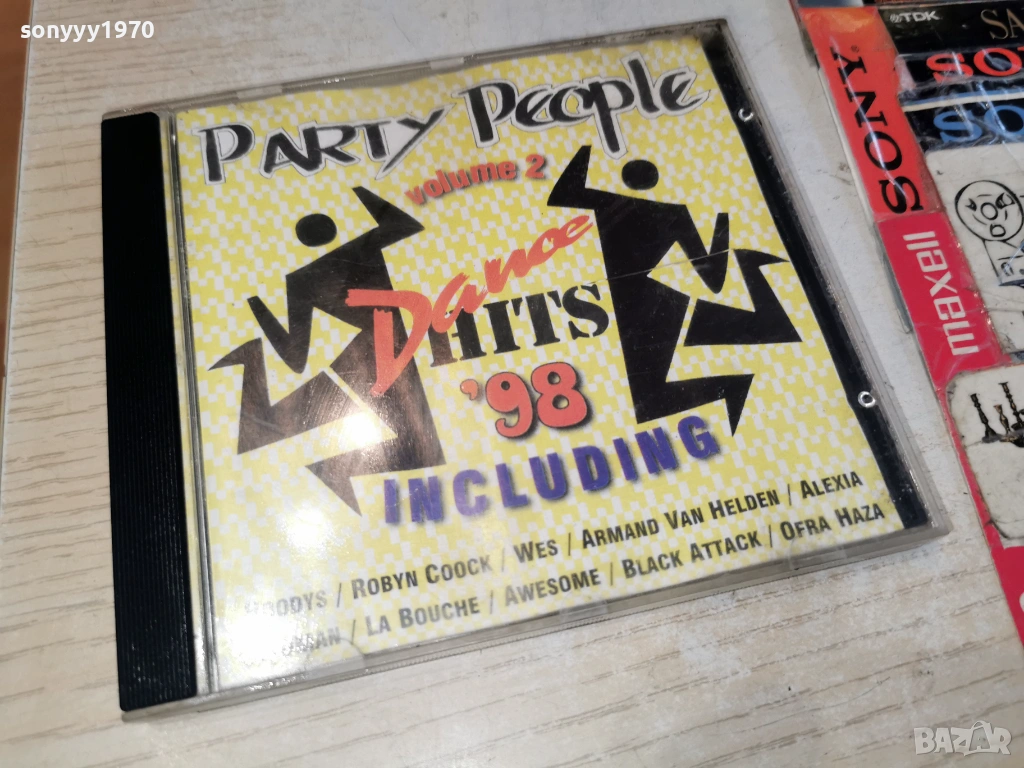 sonyyy1970
PARTY PEOPLE
volume 2
Dance
HITS
'98
INCLUDING
/ ROBYN COOCK / WES / ARMAND VAN HELDEN / ALEXIA
/ LA BOUCHE / AWESOME / BLACK ATTACK / OFRA HAZA
TDK
SA
SONY
maxell
BAZAR